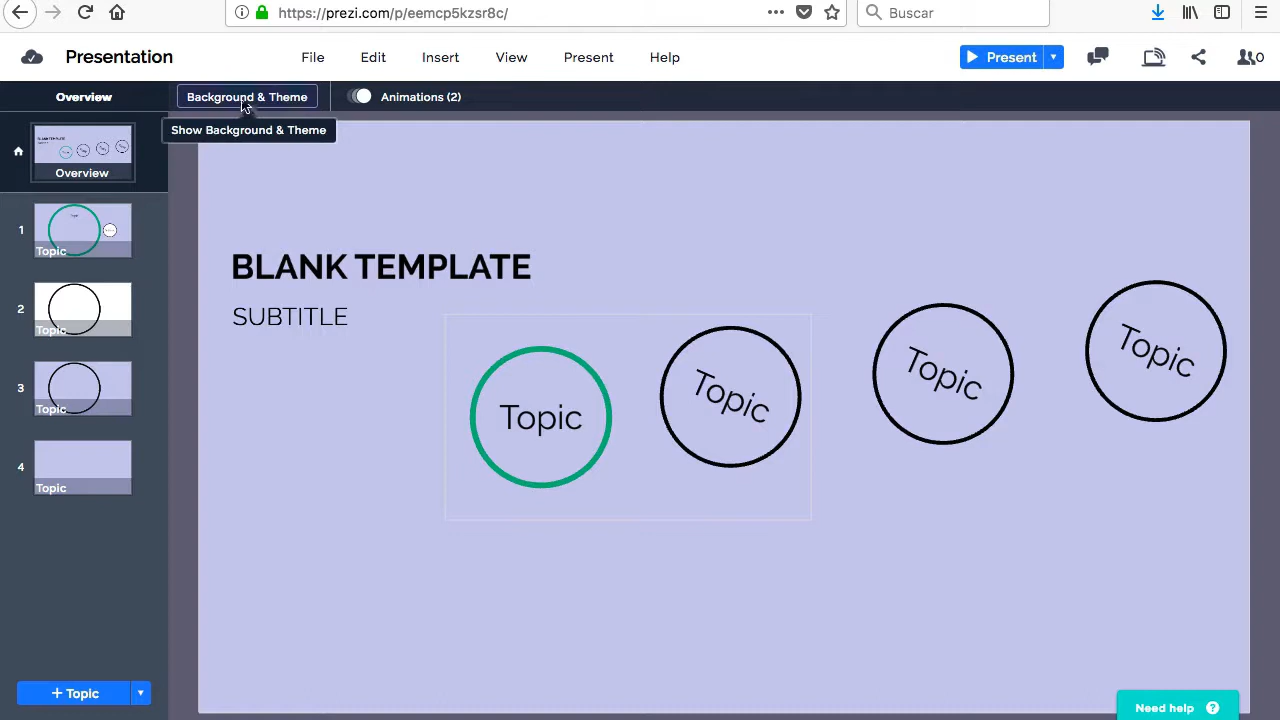 https://prezi.com/p/eemcp5kzsr8c/
Buscar
Presentation
File
Edit
Insert
View
Present
Help
Present
0
Overview
Background & Theme
Animations (2)
Show Background & Theme
Overview
1
Topic
2
Topic
3
Topic
4
Topic
BLANK TEMPLATE
SUBTITLE
Topic
Topic
Topic
Topic
+ Topic
Need help ?